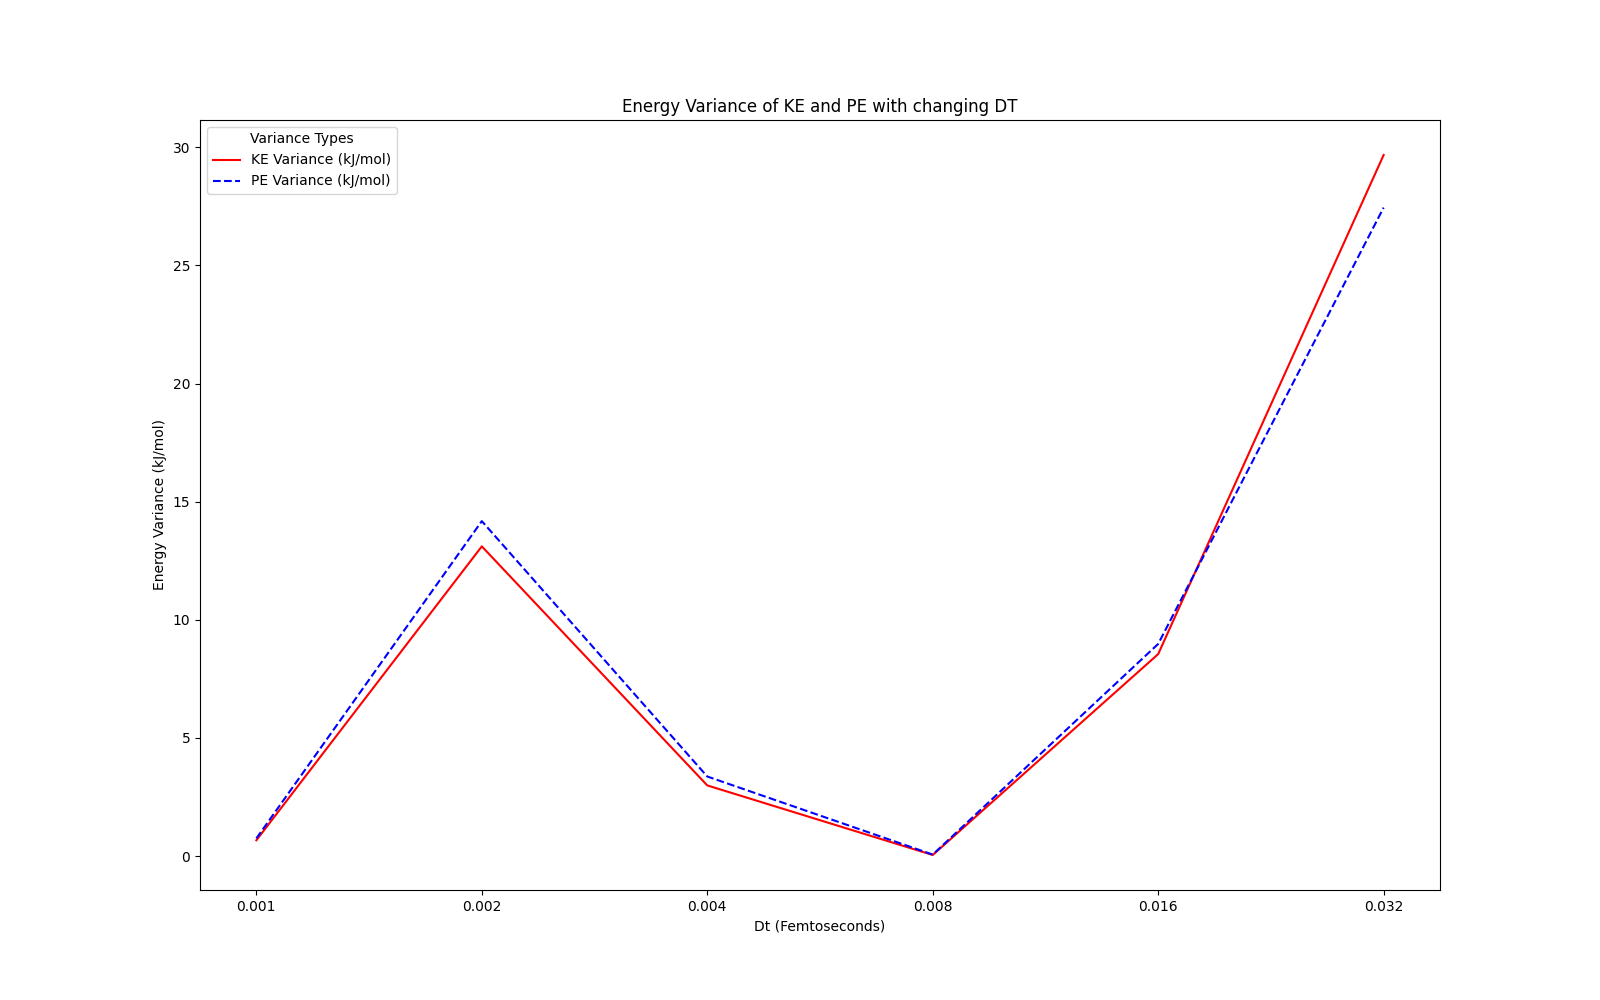 Energy Variance of KE and PE with changing DT
Variance Types
KE Variance (kJ/mol)
PE Variance (kJ/mol)
Energy Variance (kJ/mol)
30
25
20
15
10
5
0
0.001 0.002 0.004 0.008 0.016 0.032
Dt (Femtoseconds)